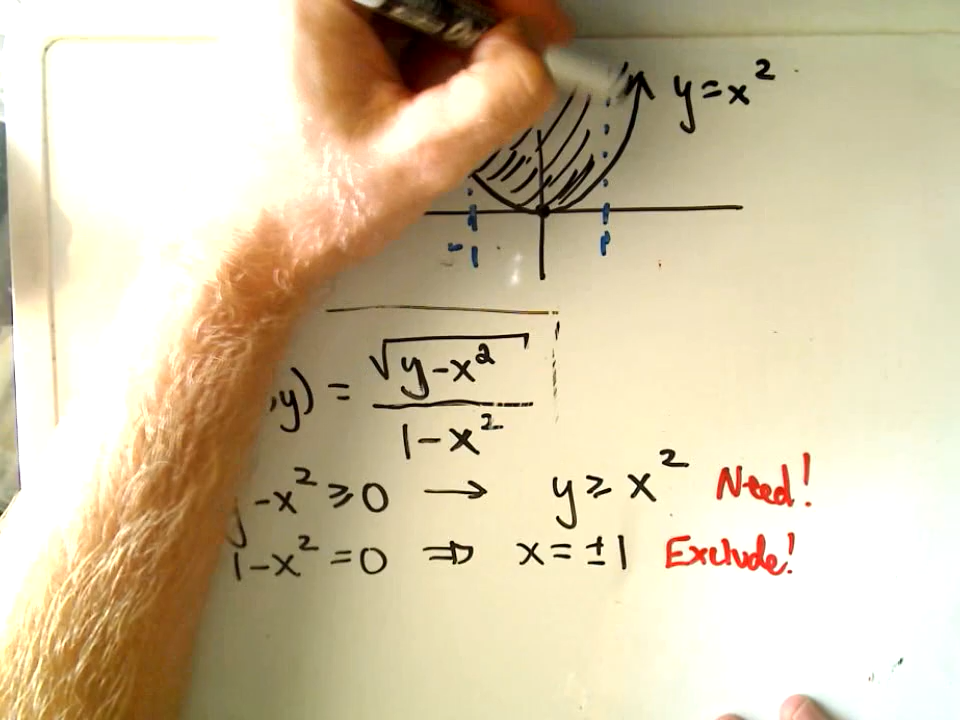 y=x²
-1 1
,y) = √(y-x²) / (1-x²)
y-x² ≥ 0 → y ≥ x² Need!
1-x² = 0 ⇒ x = ±1 Exclude!